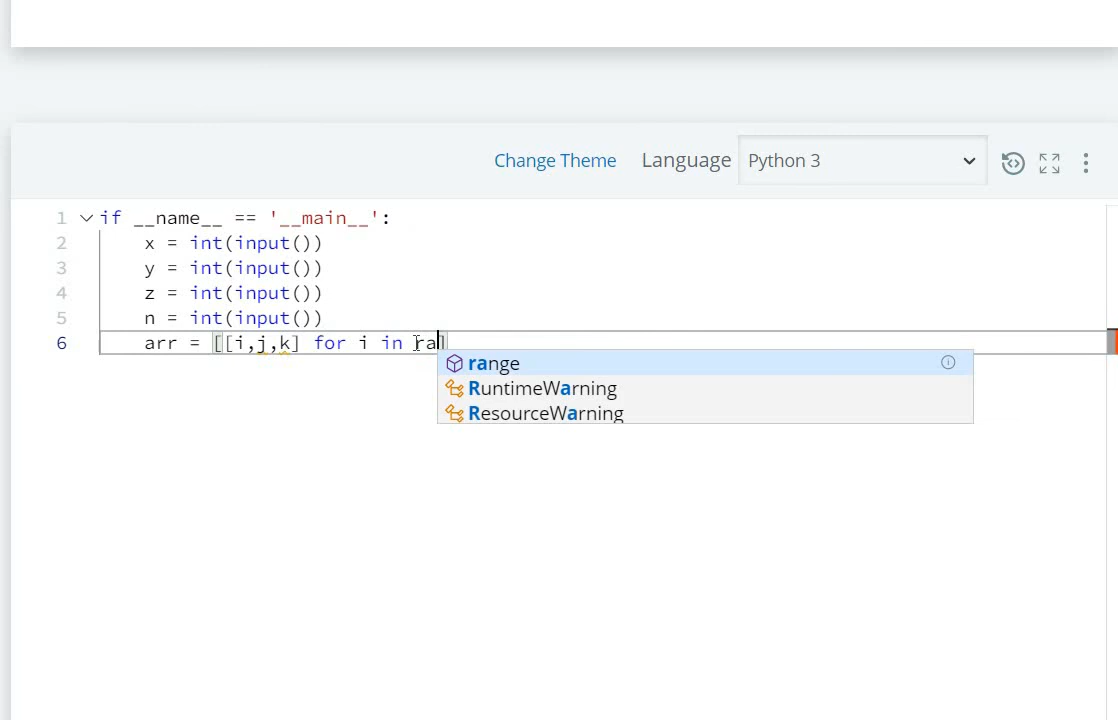 Change Theme Language Python 3
1 if __name__ == '__main__':
2 x = int(input())
3 y = int(input())
4 z = int(input())
5 n = int(input())
6 arr = [[i,j,k] for i in ra]
range
RuntimeWarning
ResourceWarning